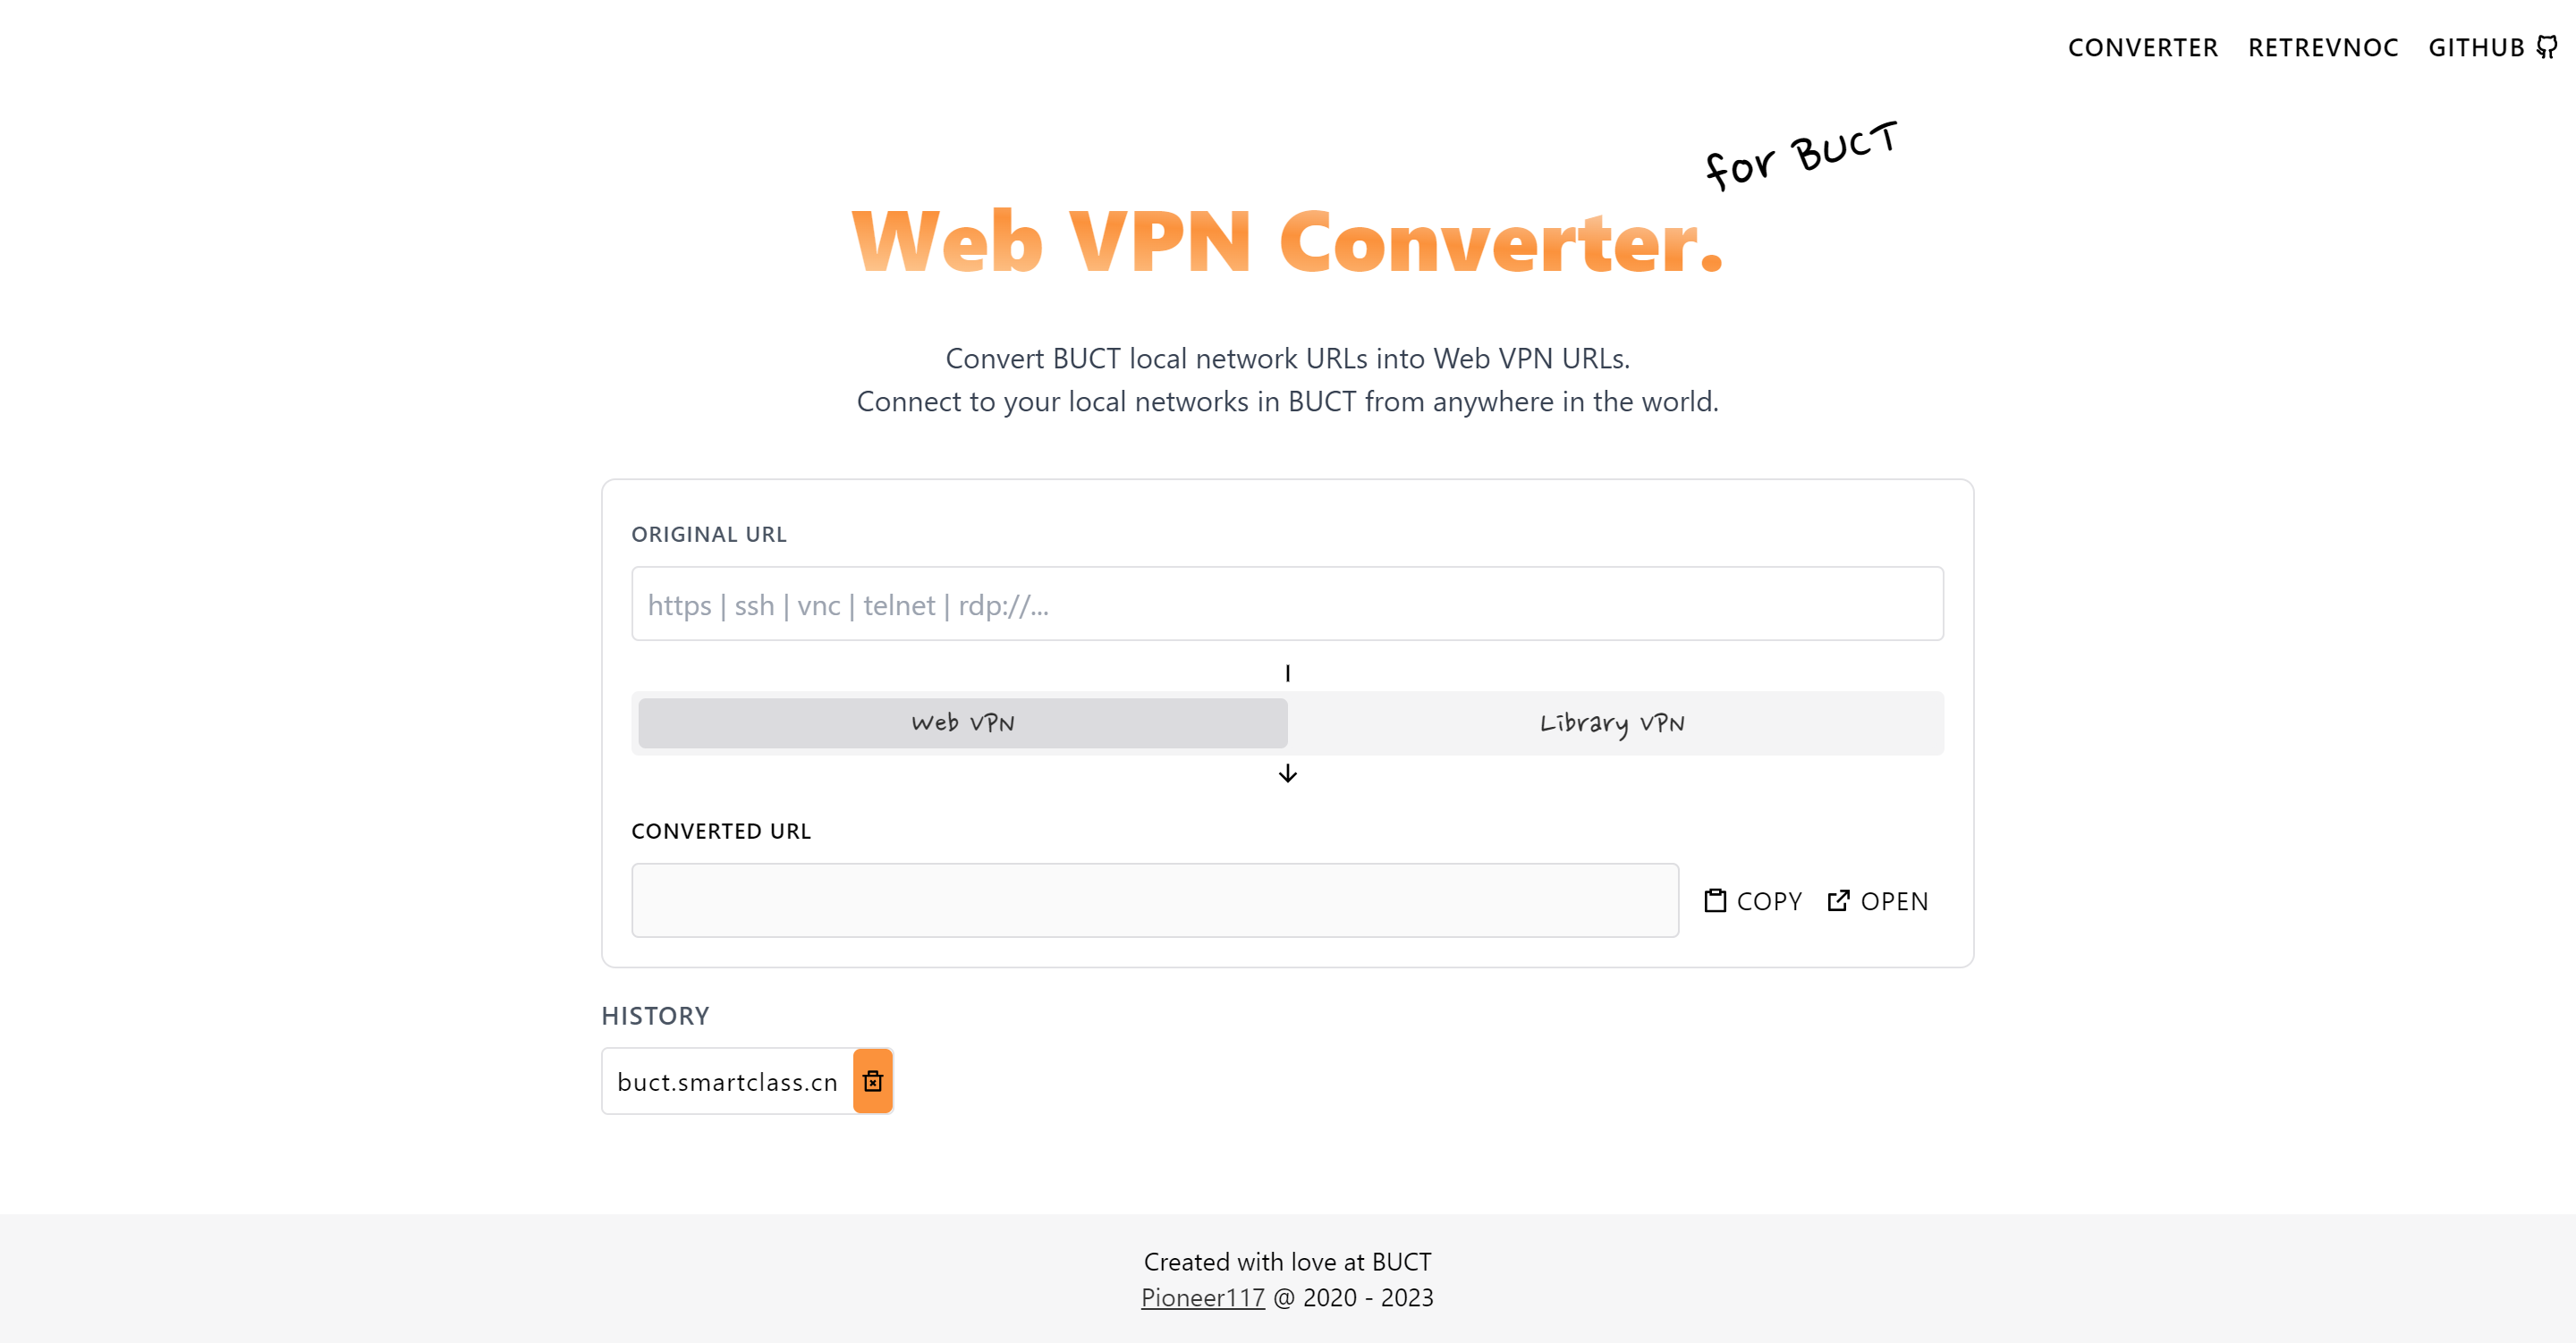 CONVERTER RETREVNOC GITHUB
for BUCT
Web VPN Converter.
Convert BUCT local network URLs into Web VPN URLs.
Connect to your local networks in BUCT from anywhere in the world.
ORIGINAL URL
https | ssh | vnc | telnet | rdp://...
Web VPN Library VPN
CONVERTED URL
COPY OPEN
HISTORY
buct.smartclass.cn
Created with love at BUCT
Pioneer117 @ 2020 - 2023